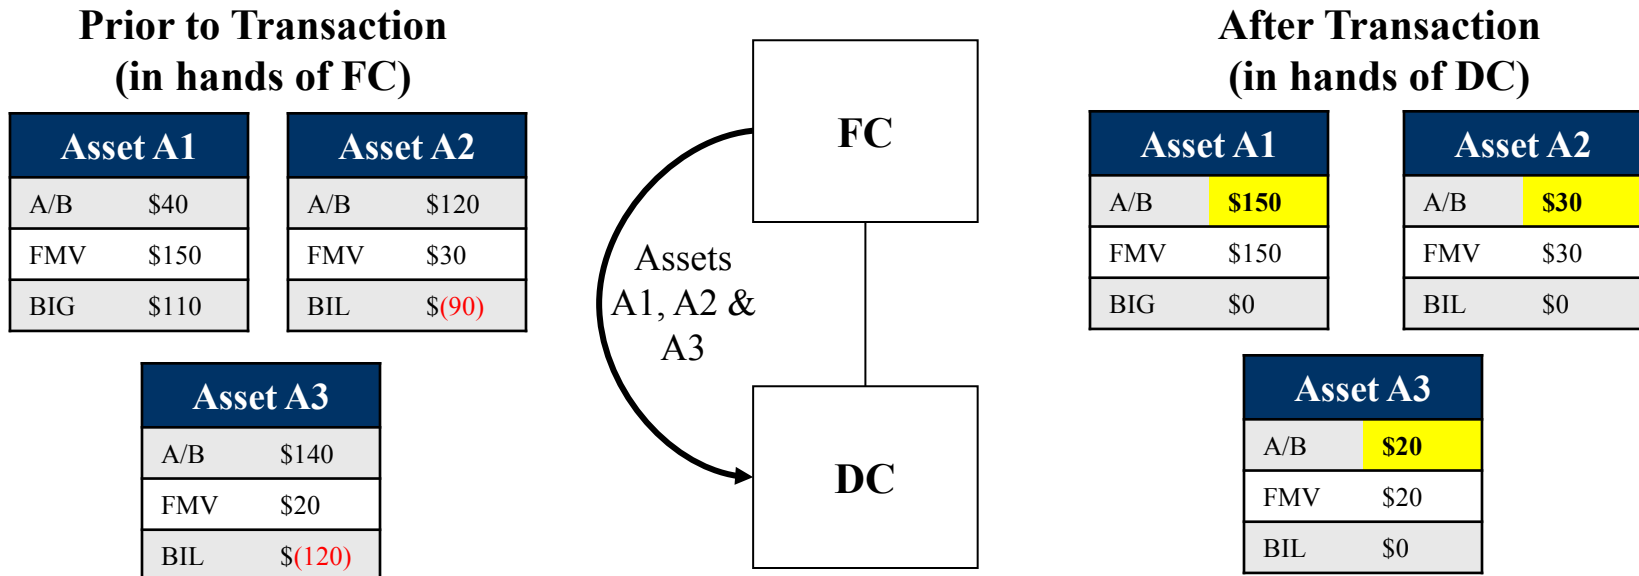 Prior to Transaction
(in hands of FC)
Asset A1
A/B $40
FMV $150
BIG $110
Asset A2
A/B $120
FMV $30
BIL $(90)
Asset A3
A/B $140
FMV $20
BIL $(120)
FC
Assets
A1, A2 &
A3
DC
After Transaction
(in hands of DC)
Asset A1
A/B $150
FMV $150
BIG $0
Asset A2
A/B $30
FMV $30
BIL $0
Asset A3
A/B $20
FMV $20
BIL $0